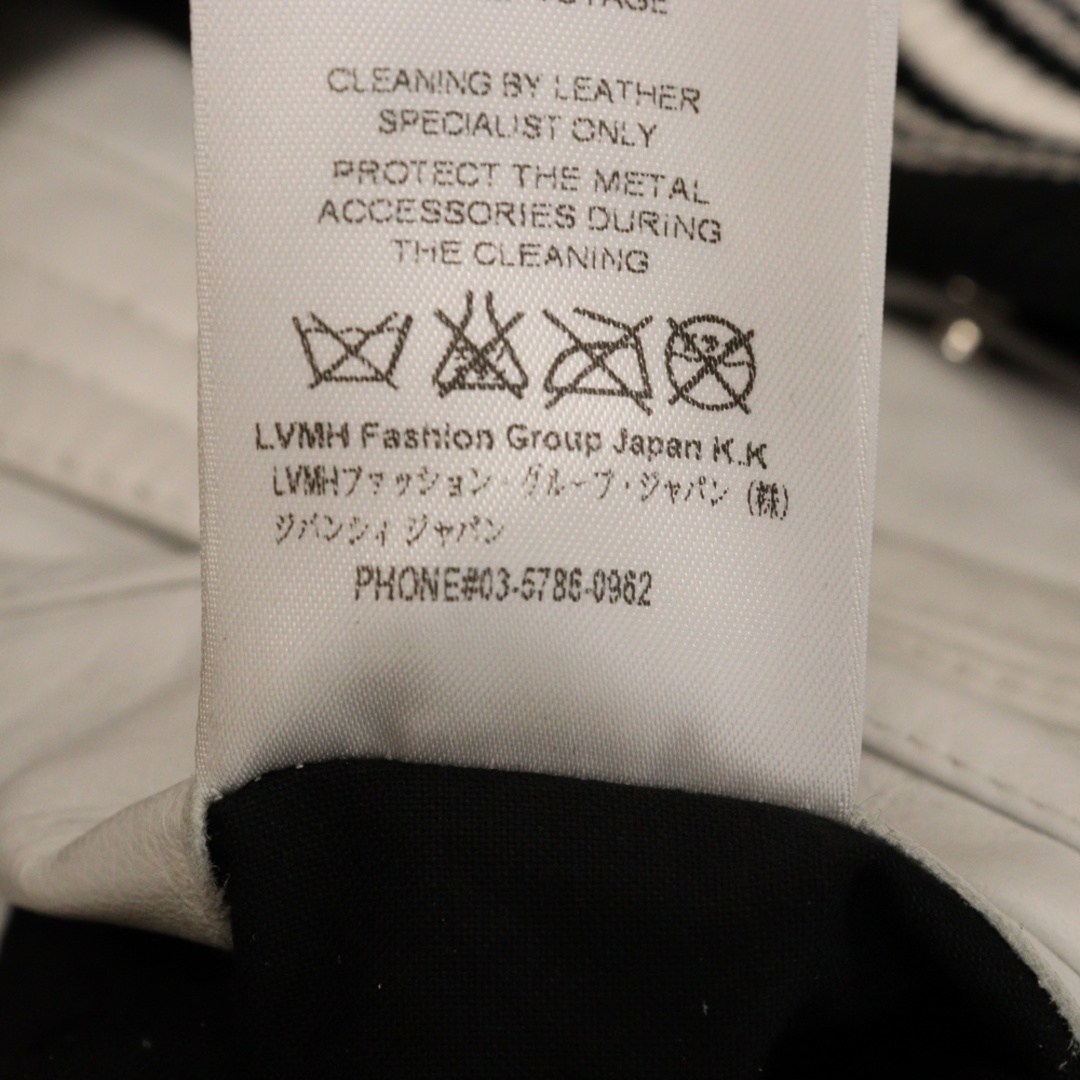 CLEANING BY LEATHER
SPECIALIST ONLY
PROTECT THE METAL
ACCESSORIES DURING
THE CLEANING
LVMH Fashion Group Japan K.K
LVMHファッション・グループ・ジャパン (株)
ジバンシィ ジャパン
PHONE#03-5786-0962